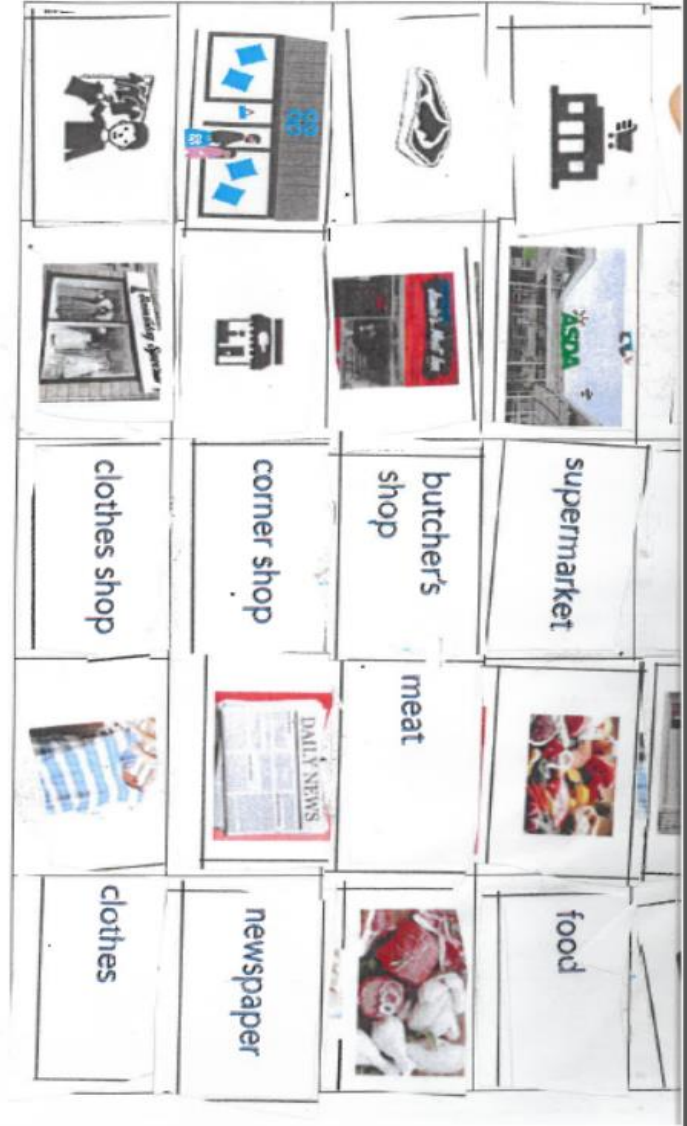 ASDA
supermarket
food
butcher's
shop
meat
corner shop
DAILY NEWS
newspaper
clothes shop
clothes